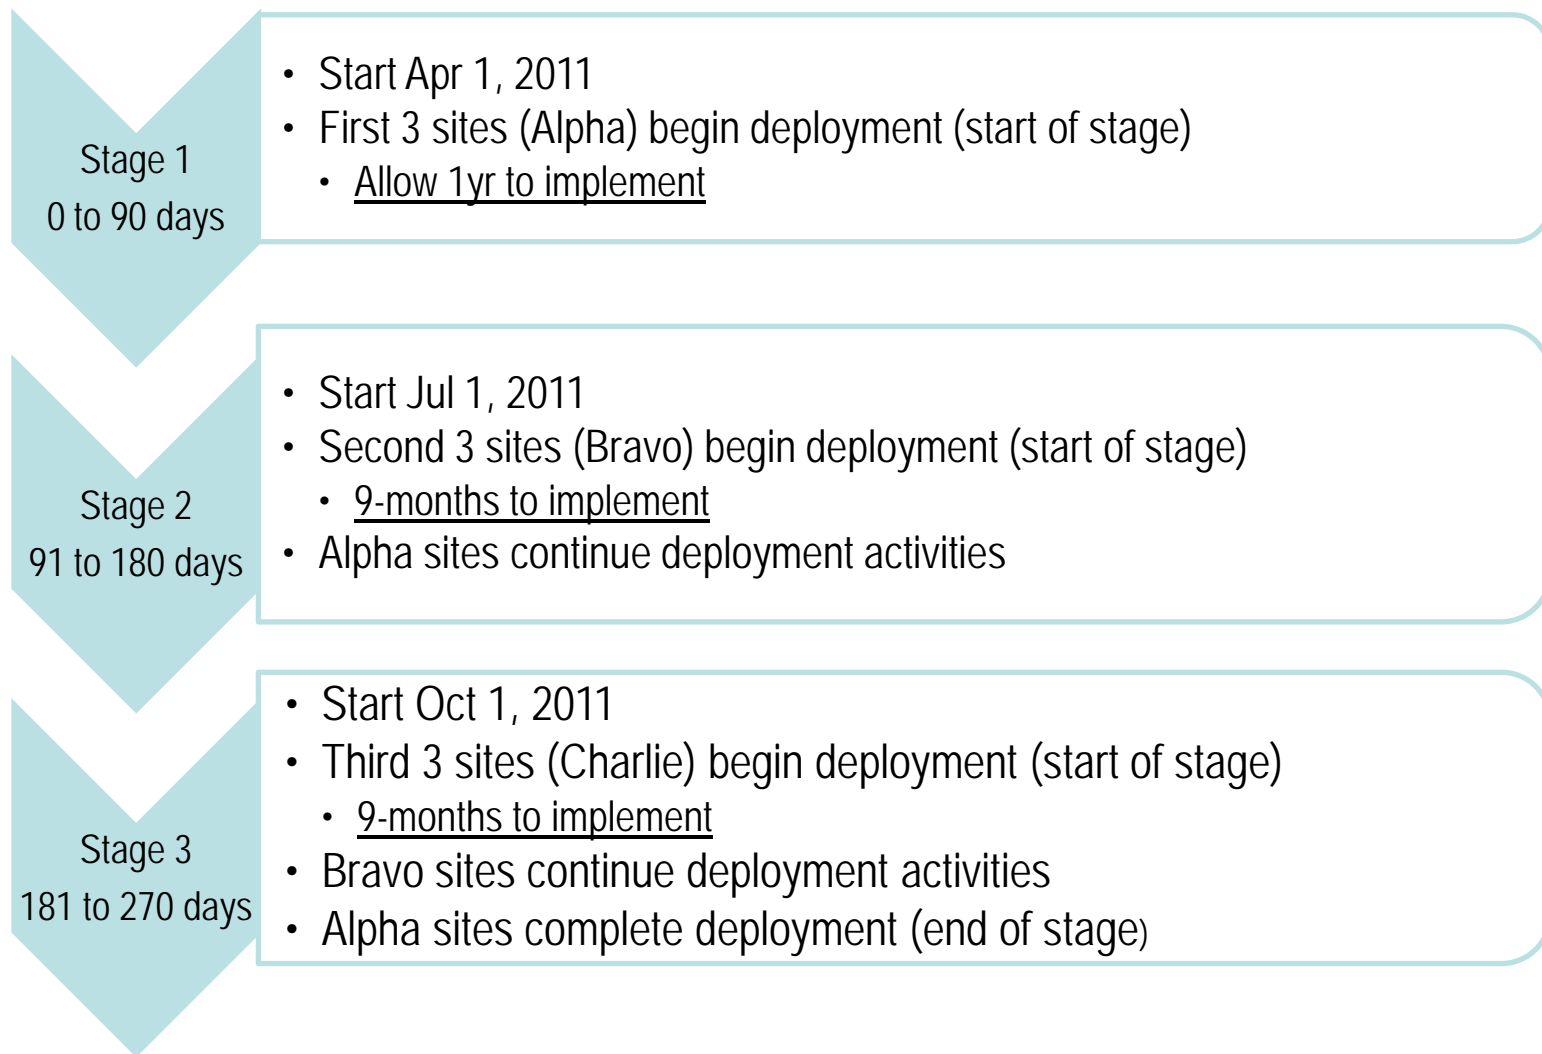 Stage 1
0 to 90 days
• Start Apr 1, 2011
• First 3 sites (Alpha) begin deployment (start of stage)
• Allow 1yr to implement
Stage 2
91 to 180 days
• Start Jul 1, 2011
• Second 3 sites (Bravo) begin deployment (start of stage)
• 9-months to implement
• Alpha sites continue deployment activities
Stage 3
181 to 270 days
• Start Oct 1, 2011
• Third 3 sites (Charlie) begin deployment (start of stage)
• 9-months to implement
• Bravo sites continue deployment activities
• Alpha sites complete deployment (end of stage)